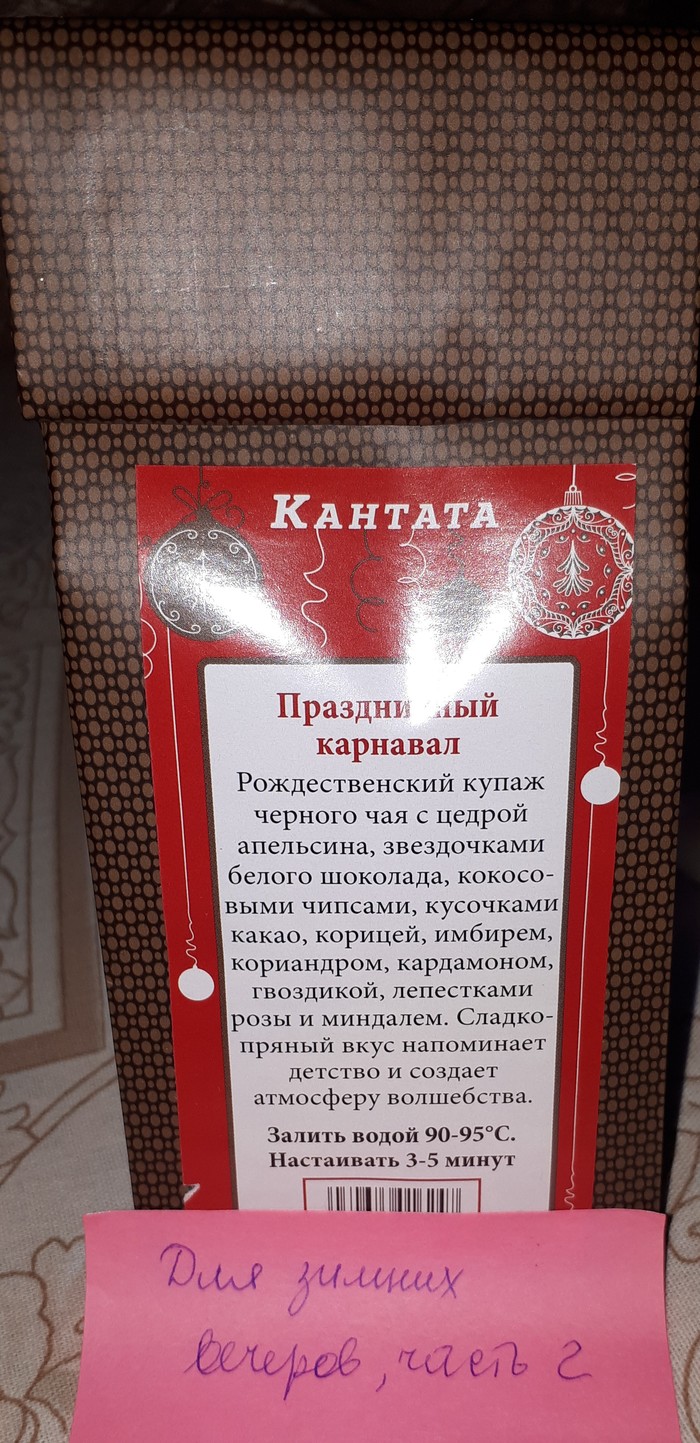 Кантата
карнавал
Рождественский купаж
черного чая с цедрой
апельсина, звездочками
белого шоколада, кокосо-
выми чипсами, кусочками
какао, корицей, имбирем,
кориандром, кардамоном,
гвоздикой, лепестками
розы и миндалем. Сладко-
пряный вкус напоминает
детство и создает
атмосферу волшебства.
Залить водой 90-95°С.
Настаивать 3-5 минут
Для зимних
вечеров, часть 2